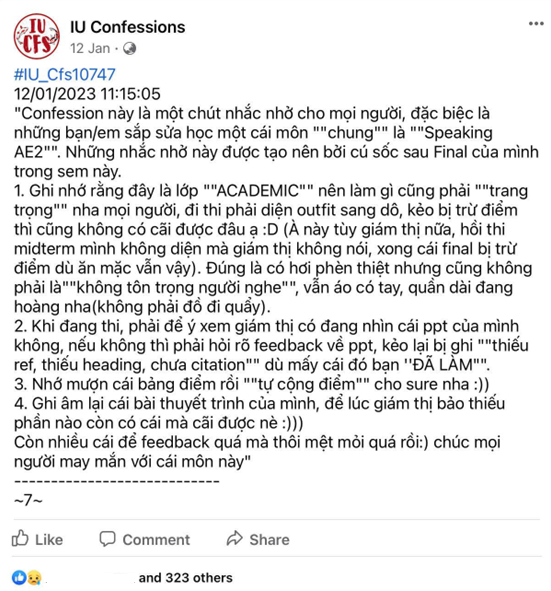 IU
CFS
IU Confessions
12 Jan ·
#IU_Cfs10747
12/01/2023 11:15:05
"Confession này là một chút nhắc nhở cho mọi người, đặc biệc là
những bạn/em sắp sửa học một cái môn ""chung"" là ""Speaking
AE2"". Những nhắc nhở này được tạo nên bởi cú sốc sau Final của mình
trong sem này.
1. Ghi nhớ rằng đây là lớp ""ACADEMIC"" nên làm gì cũng phải ""trang
trọng"" nha mọi người, đi thi phải diện outfit sang dô, kẻo bị trừ điểm
thì cũng không có cãi được đâu ạ :D (À này tùy giám thị nữa, hồi thi
midterm mình không diện mà giám thị không nói, xong cái final bị trừ
điểm dù ăn mặc vẫn vậy). Đúng là có hơi phèn thiệt nhưng cũng không
phải là""không tôn trọng người nghe"", vẫn áo có tay, quần dài đang
hoàng nha(không phải đồ đi quẩy).
2. Khi đang thi, phải để ý xem giám thị có đang nhìn cái ppt của mình
không, nếu không thì phải hỏi rõ feedback về ppt, kẻo lại bị ghi ""thiếu
ref, thiếu heading, chưa citation"" dù mấy cái đó bạn ''ĐÃ LÀM"".
3. Nhớ mượn cái bảng điểm rồi ""tự cộng điểm"" cho sure nha :))
4. Ghi âm lại cái bài thuyết trình của mình, để lúc giám thị bảo thiếu
phần nào còn có cái mà cãi được nè :)))
Còn nhiều cái để feedback quá mà thôi mệt mỏi quá rồi:) chúc mọi
người may mắn với cái môn này"
----------------------------
~7~
Like Comment Share
and 323 others